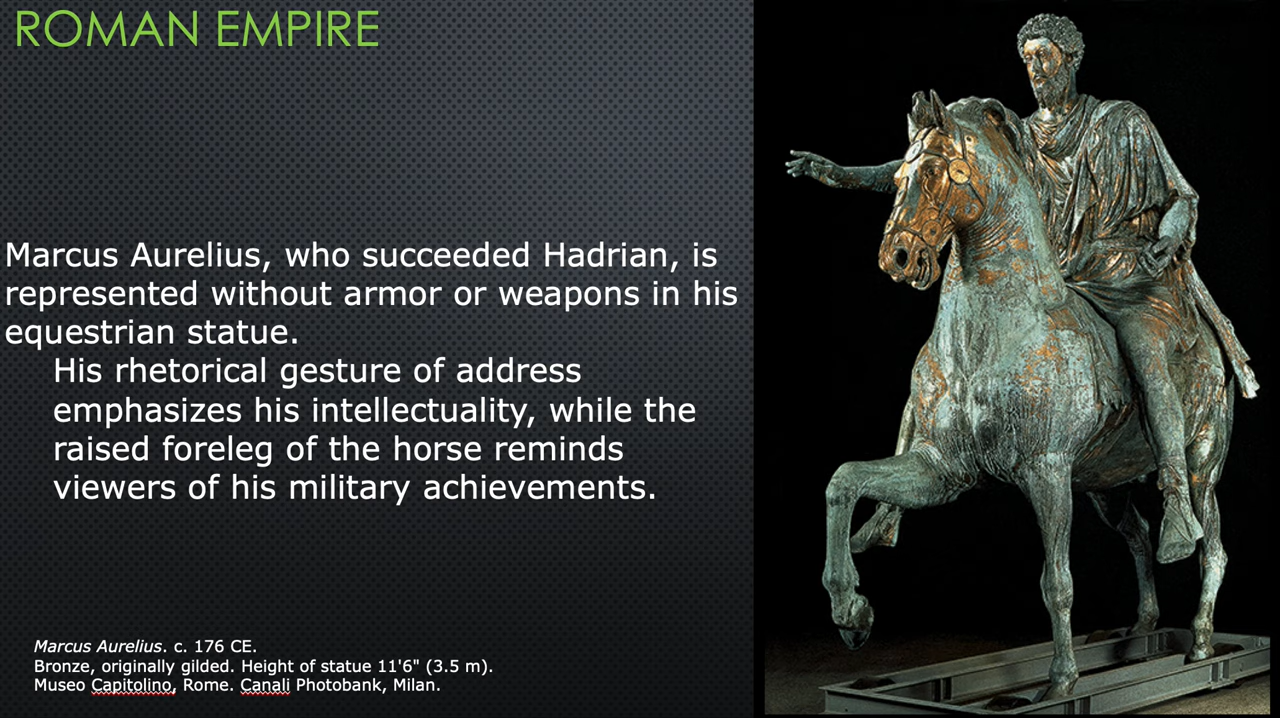 ROMAN EMPIRE
Marcus Aurelius, who succeeded Hadrian, is
represented without armor or weapons in his
equestrian statue.
His rhetorical gesture of address
emphasizes his intellectuality, while the
raised foreleg of the horse reminds
viewers of his military achievements.
Marcus Aurelius. c. 176 CE.
Bronze, originally gilded. Height of statue 11'6" (3.5 m).
Museo Capitolino, Rome. Canali Photobank, Milan.